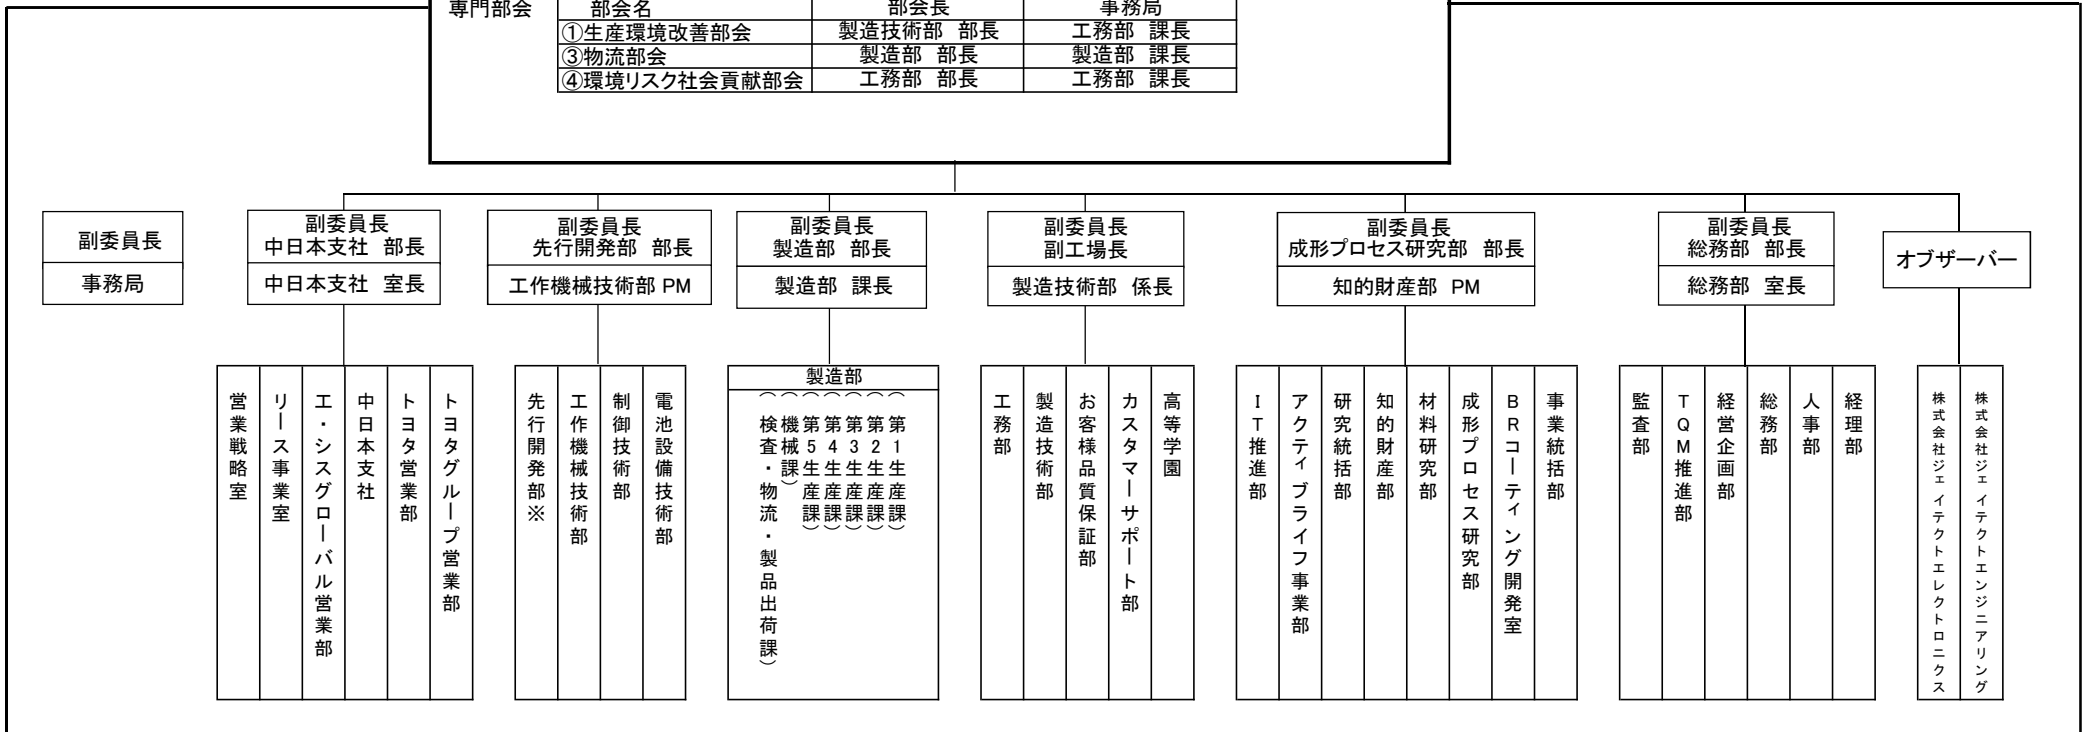 専門部会 部会名 部会長 事務局
①生産環境改善部会 製造技術部 部長 工務部 課長
③物流部会 製造部 部長 製造部 課長
④環境リスク社会貢献部会 工務部 部長 工務部 課長
副委員長
事務局
副委員長
中日本支社 部長
中日本支社 室長
副委員長
先行開発部 部長
工作機械技術部 PM
副委員長
製造部 部長
製造部 課長
副委員長
副工場長
製造技術部 係長
副委員長
成形プロセス研究部 部長
知的財産部 PM
副委員長
総務部 部長
総務部 室長
オブザーバー
営業戦略室
リース事業室
エ・シスグローバル営業部
中日本支社
トヨタ営業部
トヨタグループ営業部
先行開発部※
工作機械技術部
制御技術部
電池設備技術部
製造部
(第1生産課)
(第2生産課)
(第3生産課)
(第4生産課)
(第5生産課)
(機械課)
(検査・物流・製品出荷課)
工務部
製造技術部
お客様品質保証部
カスタマーサポート部
高等学園
IT推進部
アクティブライフ事業部
研究統括部
知的財産部
材料研究部
成形プロセス研究部
BRコーティング開発室
事業統括部
監査部
TQM推進部
経営企画部
総務部
人事部
経理部
株式会社ジェイテクトエレクトロニクス
株式会社ジェイテクトエンジニアリング